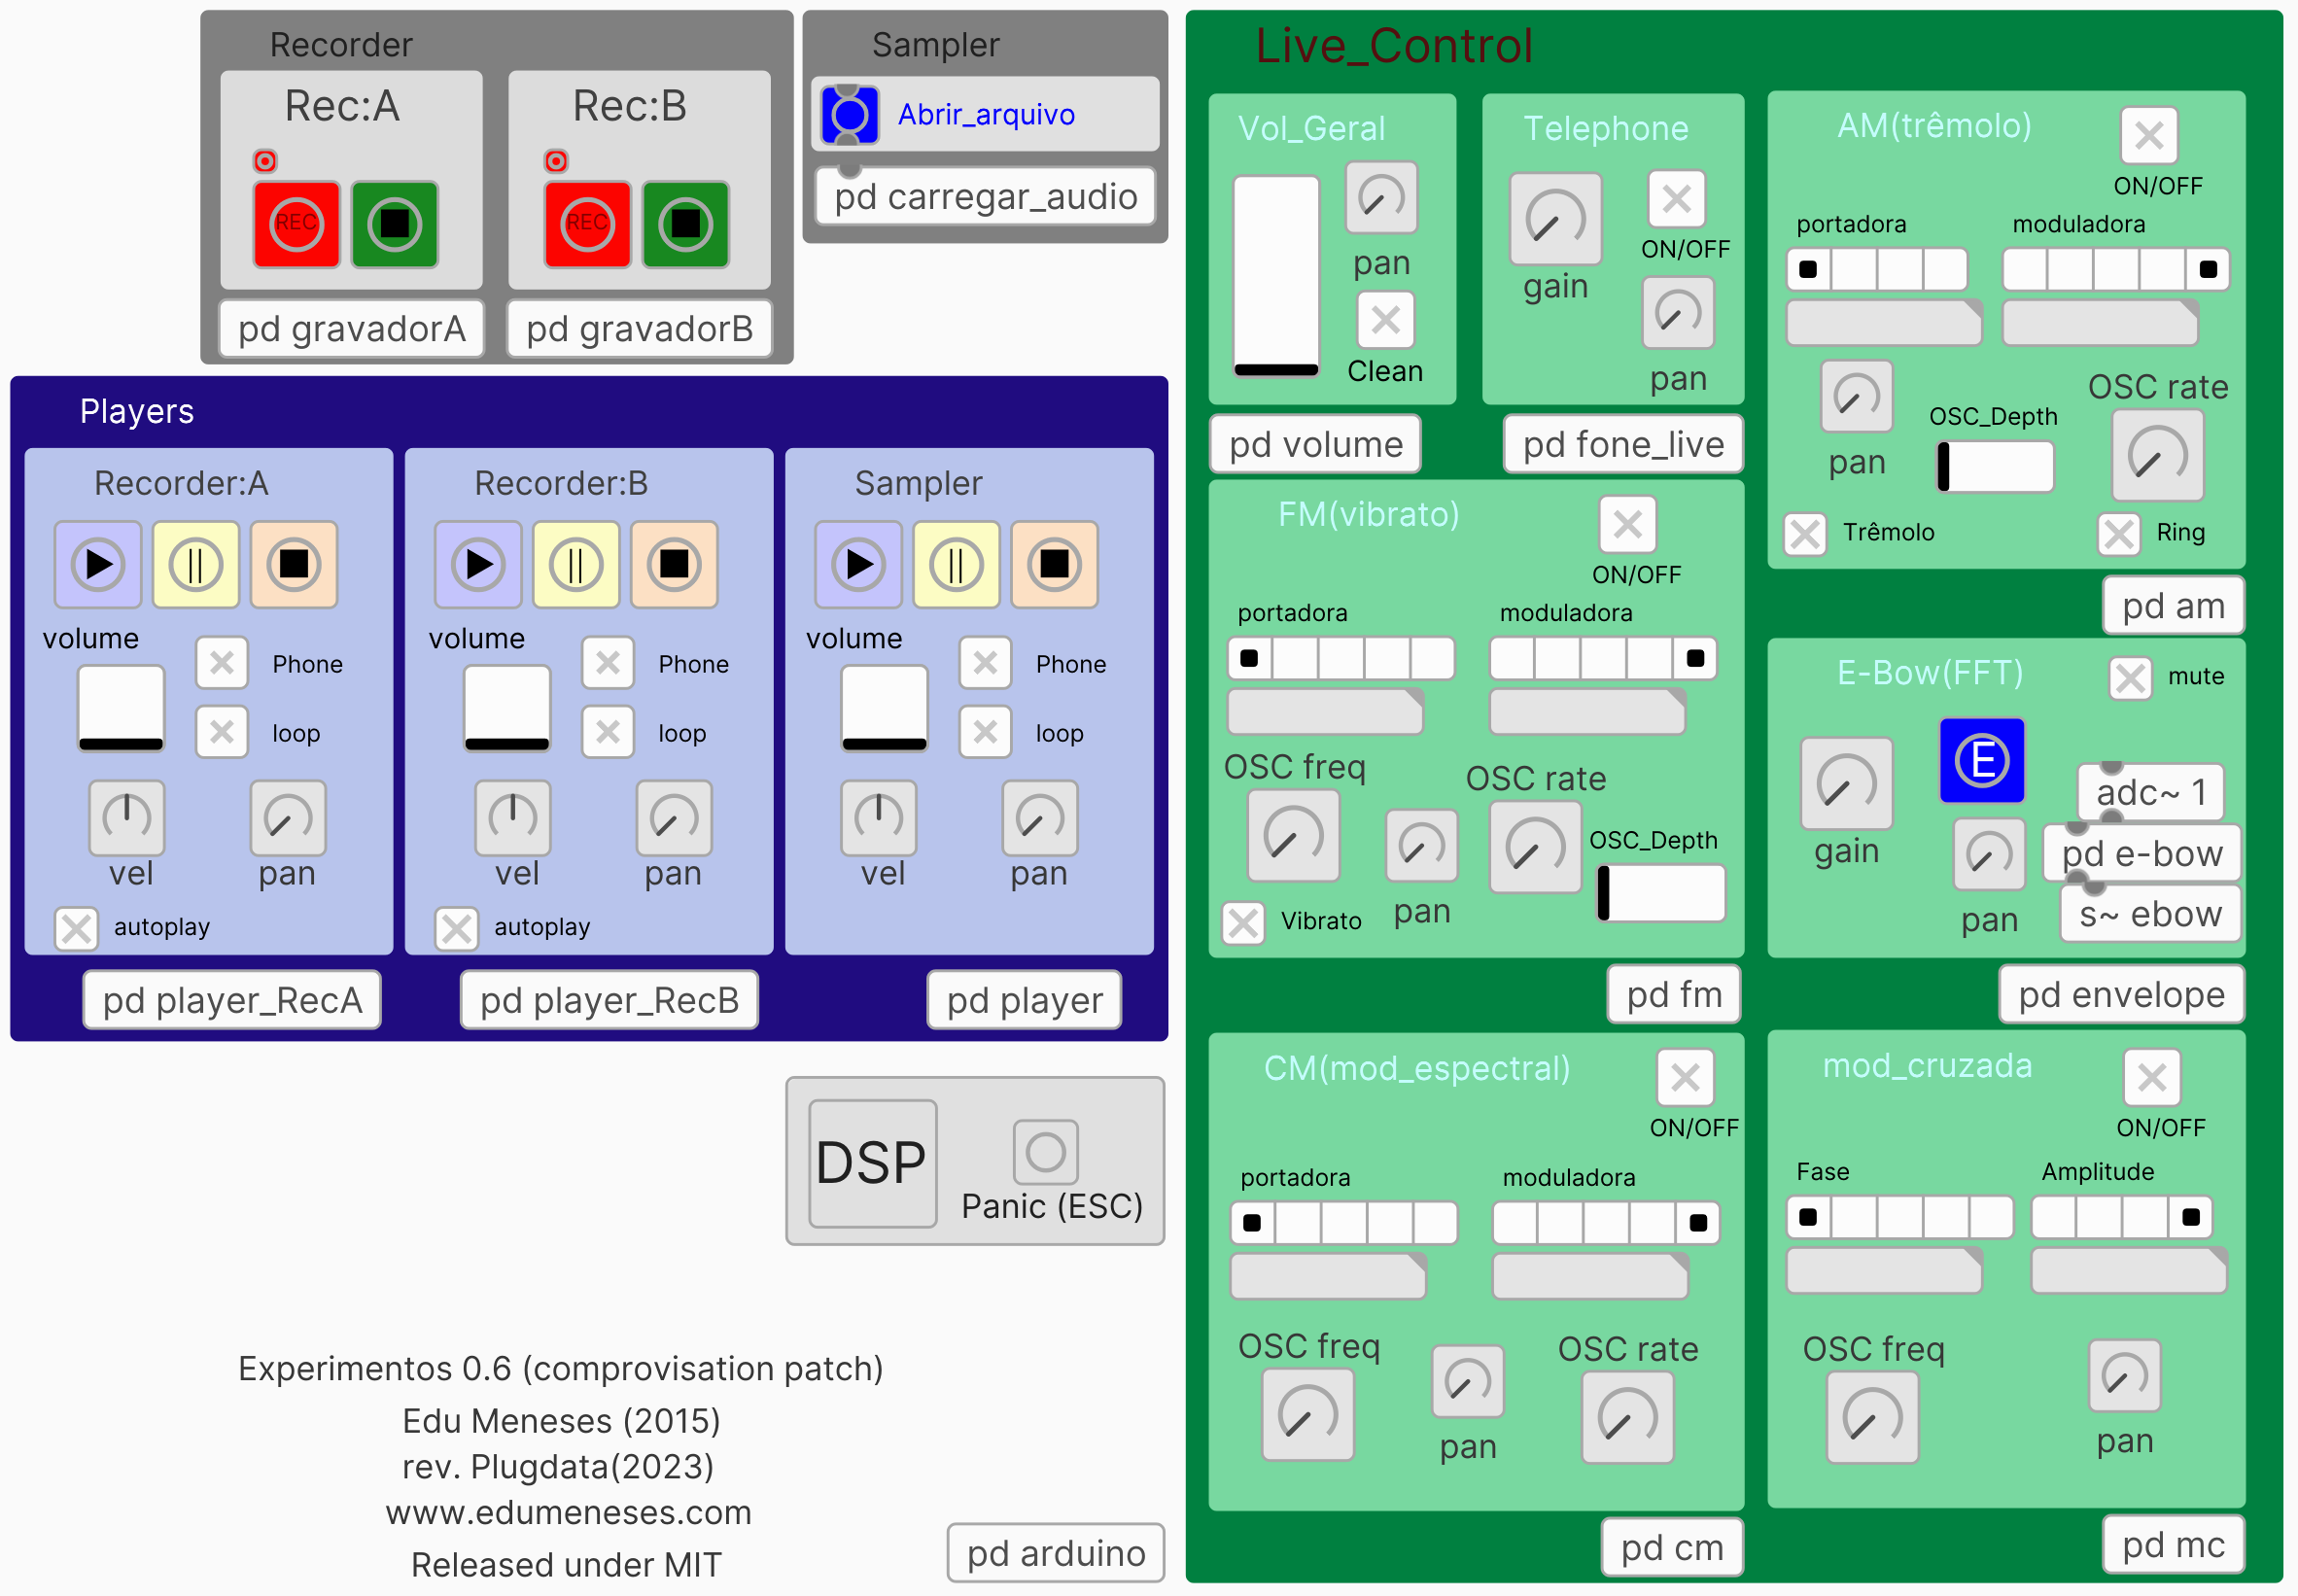 Recorder
Rec:A
Rec:B
REC
REC
pd gravadorA
pd gravadorB
Sampler
Abrir_arquivo
pd carregar_audio
Players
Recorder:A
volume
Phone
loop
vel
pan
autoplay
pd player_RecA
Recorder:B
volume
Phone
loop
vel
pan
autoplay
pd player_RecB
Sampler
volume
Phone
loop
vel
pan
pd player
DSP
Panic (ESC)
Experimentos 0.6 (comprovisation patch)
Edu Meneses (2015)
rev. Plugdata(2023)
www.edumeneses.com
Released under MIT
pd arduino
Live_Control
Vol_Geral
pan
Clean
pd volume
Telephone
gain
ON/OFF
pan
pd fone_live
AM(trêmolo)
ON/OFF
portadora
moduladora
pan
OSC_Depth
OSC rate
Trêmolo
Ring
pd am
FM(vibrato)
ON/OFF
portadora
moduladora
OSC freq
pan
OSC rate
OSC_Depth
Vibrato
pd fm
E-Bow(FFT)
mute
E
gain
pan
adc~ 1
pd e-bow
s~ ebow
pd envelope
CM(mod_espectral)
ON/OFF
portadora
moduladora
OSC freq
pan
OSC rate
pd cm
mod_cruzada
ON/OFF
Fase
Amplitude
OSC freq
pan
pd mc